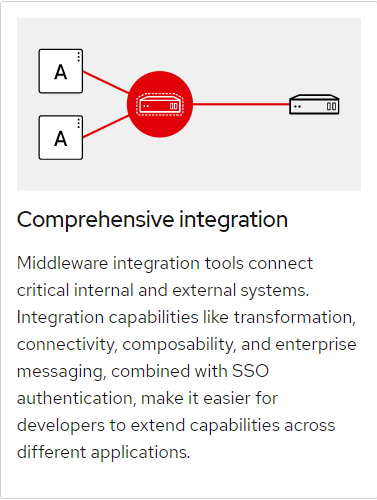 A
A
Comprehensive integration
Middleware integration tools connect
critical internal and external systems.
Integration capabilities like transformation,
connectivity, composability, and enterprise
messaging, combined with SSO
authentication, make it easier for
developers to extend capabilities across
different applications.